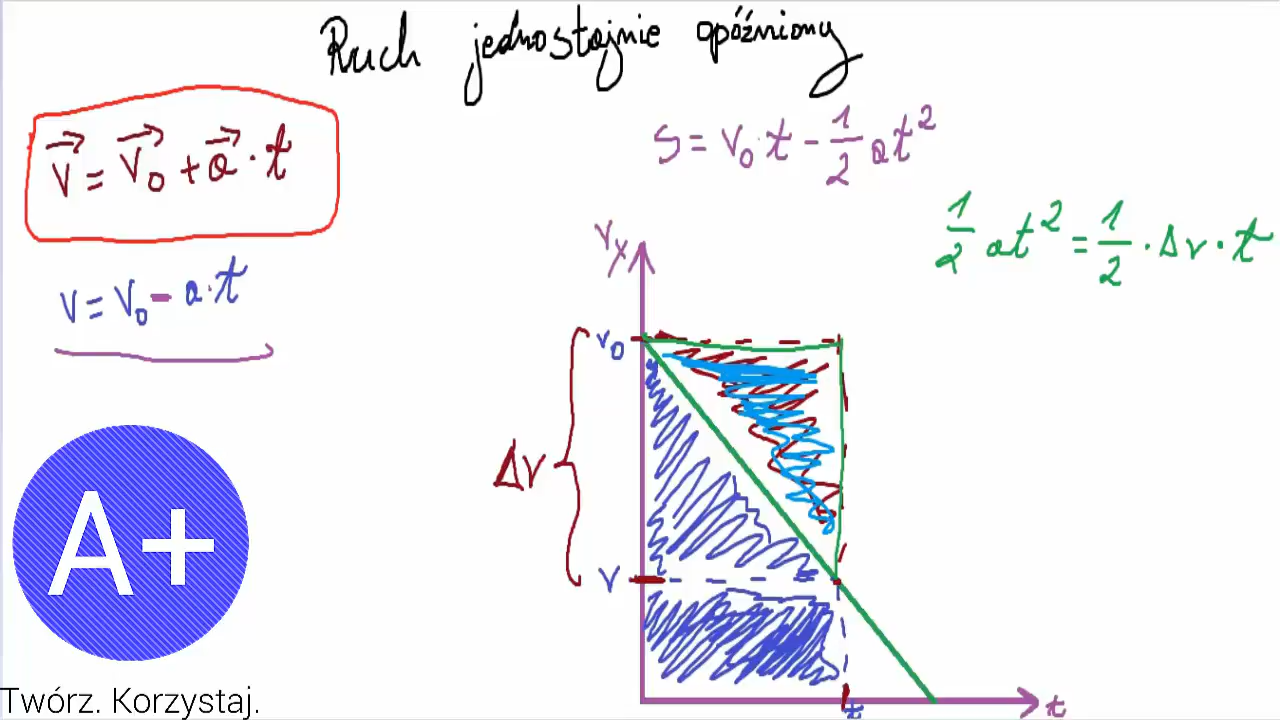 Ruch jednostajnie opóźniony
v⃗ = v⃗₀ + a⃗ · t
S = v₀ · t - 1/2 at²
1/2 at² = 1/2 · Δv · t
v = v₀ - a · t
vₓ
v₀
Δv
v
t
t
A+
Twórz. Korzystaj.